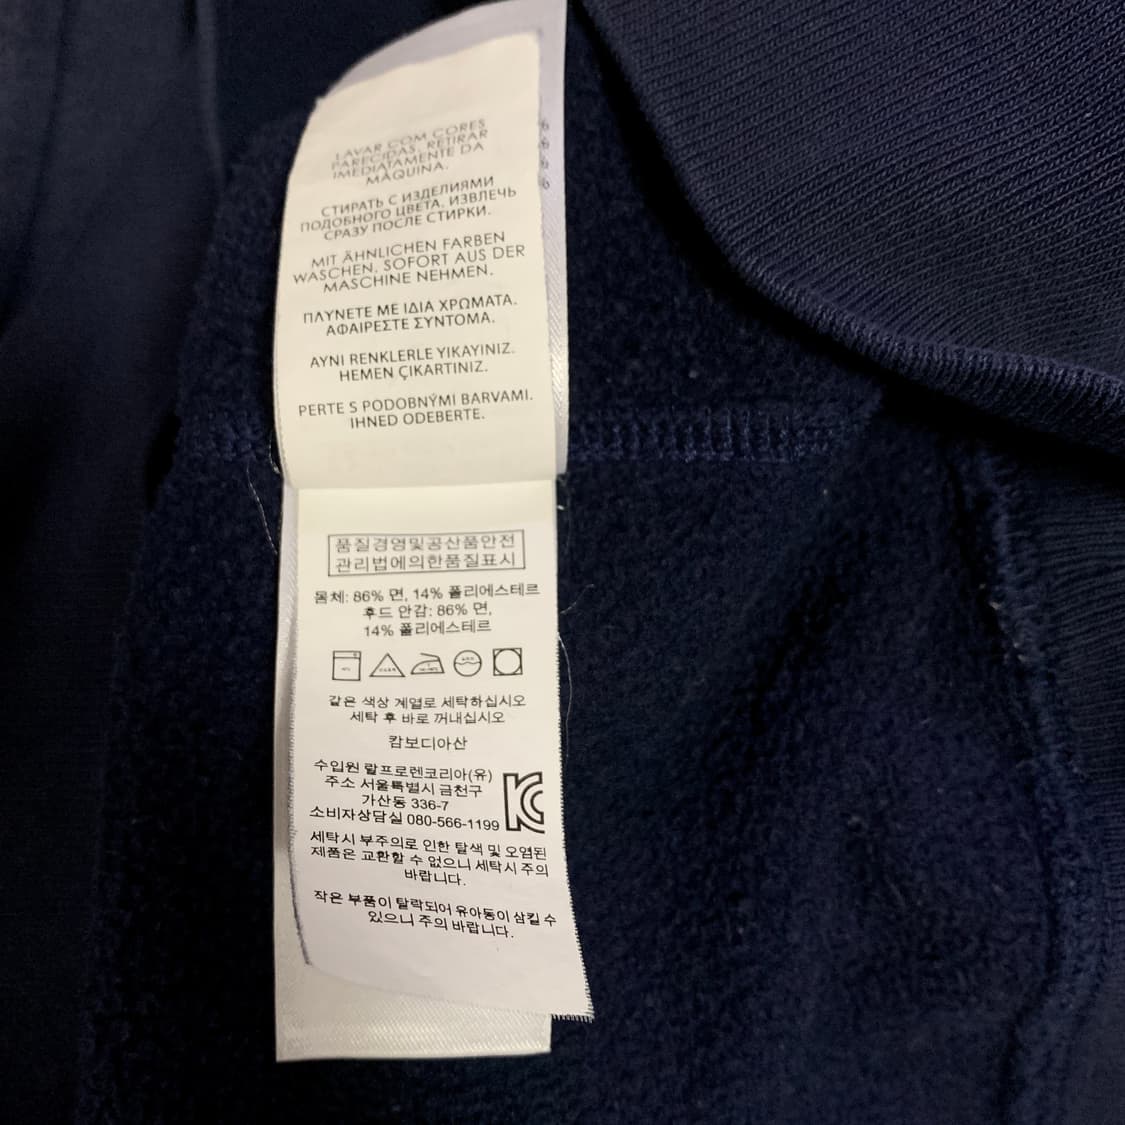 LAVAR COM CORES
PARECIDAS. RETIRAR
IMEDIATAMENTE DA
MÁQUINA.
СТИРАТЬ С ИЗДЕЛИЯМИ
ПОДОБНОГО ЦВЕТА. ИЗВЛЕЧЬ
СРАЗУ ПОСЛЕ СТИРКИ.
MIT ÄHNLICHEN FARBEN
WASCHEN. SOFORT AUS DER
MASCHINE NEHMEN.
ΠΛΥΝΕΤΕ ΜΕ ΙΔΙΑ ΧΡΩΜΑΤΑ.
ΑΦΑΙΡΕΣΤΕ ΣΥΝΤΟΜΑ.
AYNI RENKLERLE YIKAYINIZ.
HEMEN ÇIKARTINIZ.
PERTE S PODOBNÝMI BARVAMI.
IHNED ODEBERTE.
품질경영및공산품안전
관리법에의한품질표시
몸체: 86% 면, 14% 폴리에스테르
후드 안감: 86% 면,
14% 폴리에스테르
같은 색상 계열로 세탁하십시오
세탁 후 바로 꺼내십시오
캄보디아산
수입원 랄프로렌코리아(유)
주소 서울특별시 금천구
가산동 336-7
소비자상담실 080-566-1199
세탁시 부주의로 인한 탈색 및 오염된
제품은 교환할 수 없으니 세탁시 주의
바랍니다.
작은 부품이 탈락되어 유아동이 삼킬 수
있으니 주의 바랍니다.